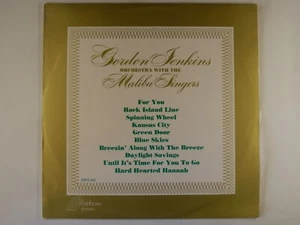 Gordon Jenkins
ORCHESTRA WITH THE
Malibu Singers
For You
Rock Island Line
Spinning Wheel
Kansas City
Green Door
Blue Skies
Breezin' Along With The Breeze
Daylight Savings
Until It's Time For You To Go
Hard Hearted Hannah